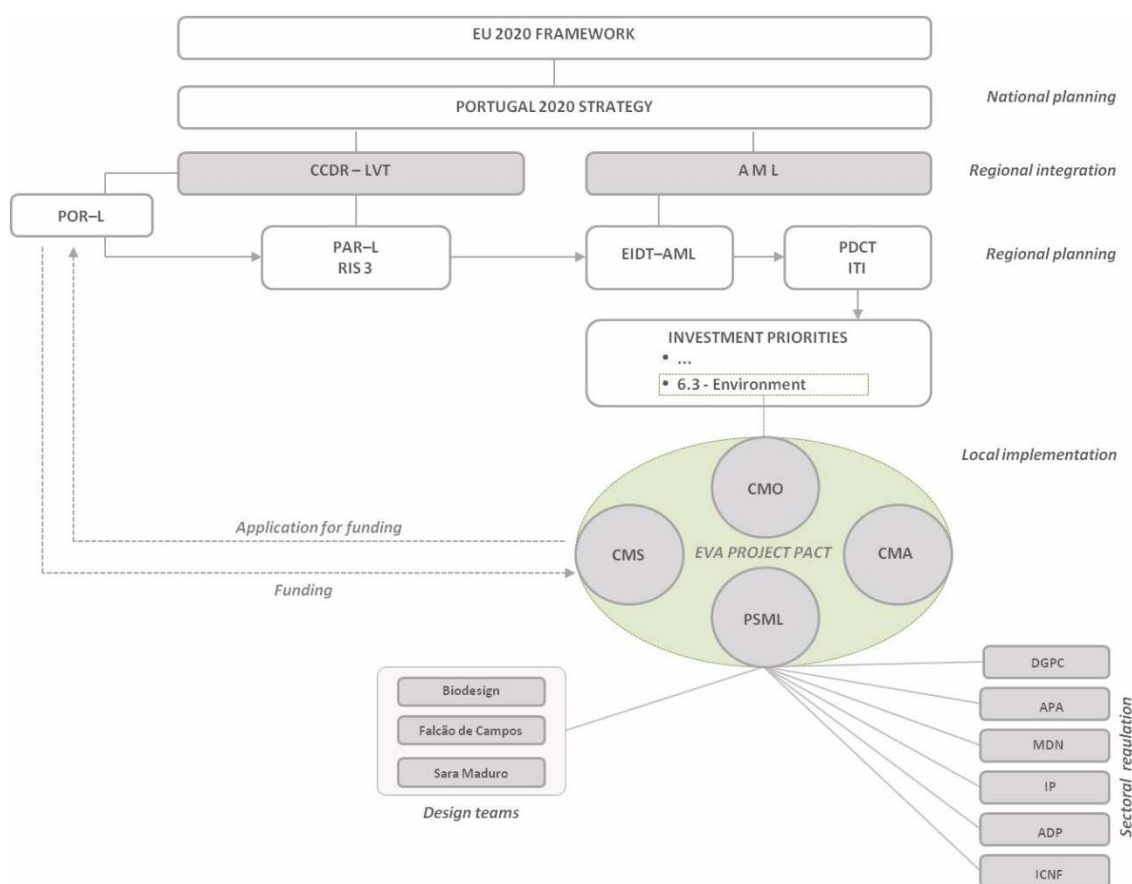 EU 2020 FRAMEWORK
PORTUGAL 2020 STRATEGY
National planning
CCDR – LVT
A M L
Regional integration
POR–L
PAR–L
RIS 3
EIDT–AML
PDCT
ITI
Regional planning
INVESTMENT PRIORITIES
• ...
• 6.3 - Environment
Local implementation
CMO
Application for funding
CMS
EVA PROJECT PACT
CMA
Funding
PSML
Biodesign
Falcão de Campos
Sara Maduro
Design teams
DGPC
APA
MDN
IP
ADP
ICNF
Sectoral regulation